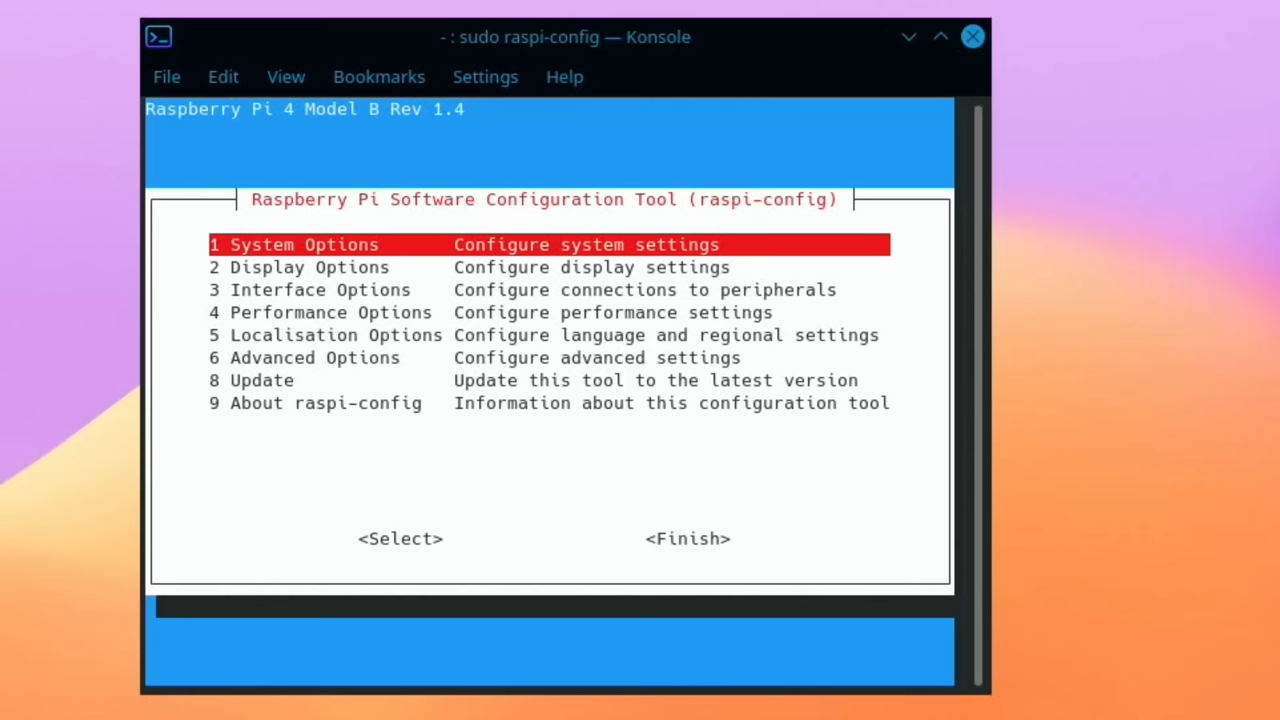 - : sudo raspi-config — Konsole
File Edit View Bookmarks Settings Help
Raspberry Pi 4 Model B Rev 1.4
Raspberry Pi Software Configuration Tool (raspi-config)
1 System Options Configure system settings
2 Display Options Configure display settings
3 Interface Options Configure connections to peripherals
4 Performance Options Configure performance settings
5 Localisation Options Configure language and regional settings
6 Advanced Options Configure advanced settings
8 Update Update this tool to the latest version
9 About raspi-config Information about this configuration tool
<Select> <Finish>